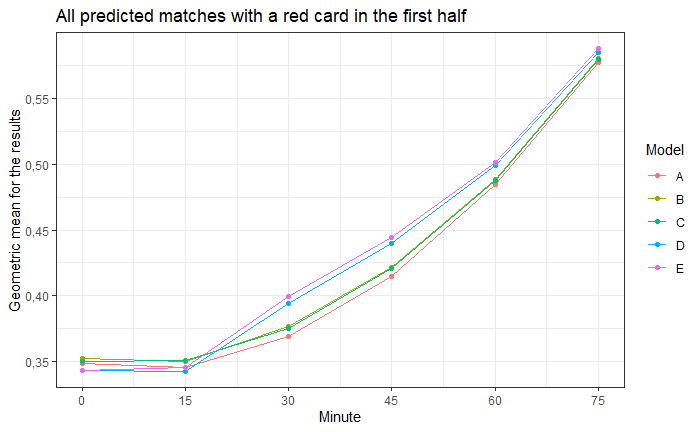 All predicted matches with a red card in the first half
Geometric mean for the results
0,55
0,50
0,45
0,40
0,35
0 15 30 45 60 75
Minute
Model
A
B
C
D
E